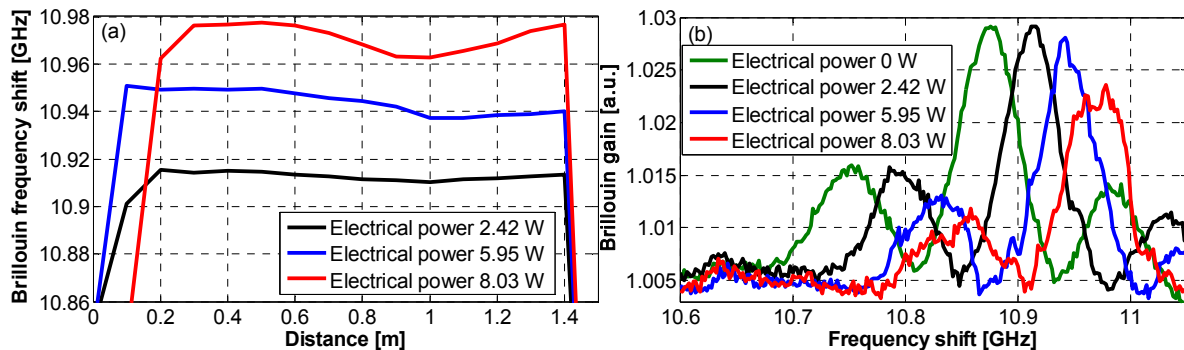 (a)
Brillouin frequency shift [GHz]
11
10.98
10.96
10.94
10.92
10.9
10.88
10.86
0
0.2
0.4
0.6
0.8
1
1.2
1.4
Distance [m]
Electrical power 2.42 W
Electrical power 5.95 W
Electrical power 8.03 W
(b)
Brillouin gain [a.u.]
1.03
1.025
1.02
1.015
1.01
1.005
10.6
10.7
10.8
10.9
11
Frequency shift [GHz]
Electrical power 0 W
Electrical power 2.42 W
Electrical power 5.95 W
Electrical power 8.03 W